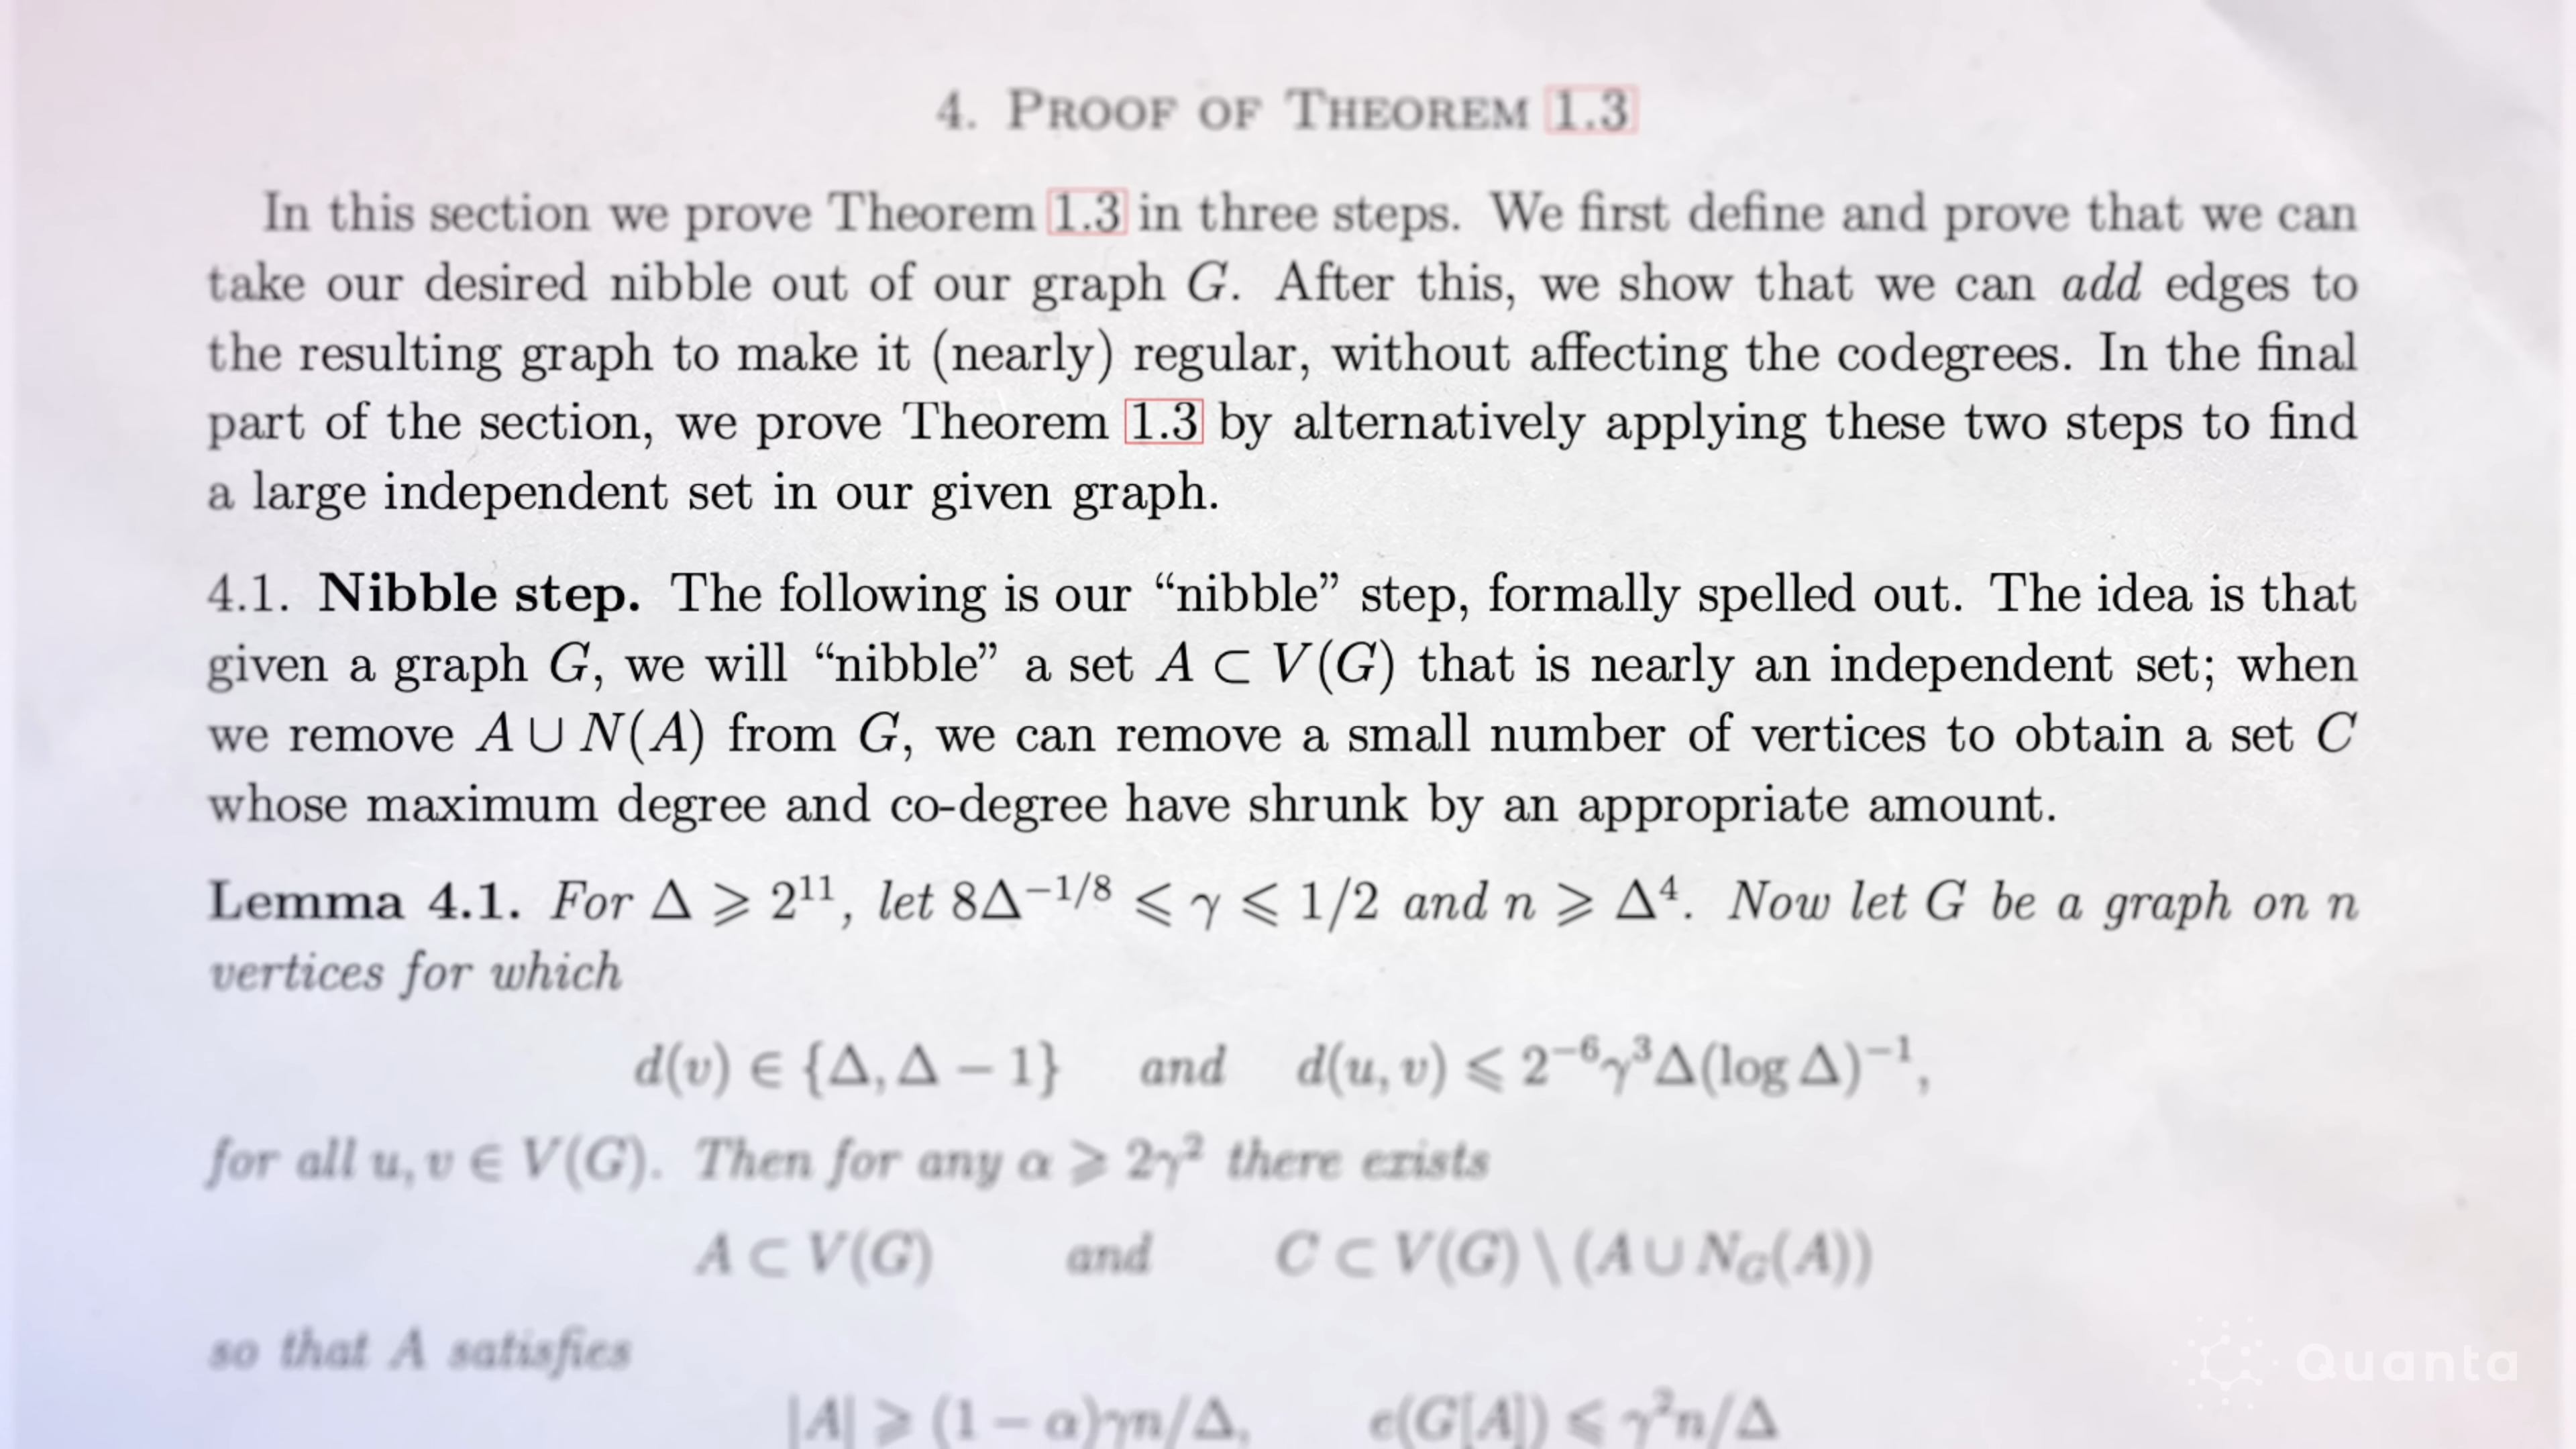 4. Proof of Theorem 1.3
In this section we prove Theorem 1.3 in three steps. We first define and prove that we can
take our desired nibble out of our graph G. After this, we show that we can add edges to
the resulting graph to make it (nearly) regular, without affecting the codegrees. In the final
part of the section, we prove Theorem 1.3 by alternatively applying these two steps to find
a large independent set in our given graph.
4.1. Nibble step. The following is our “nibble” step, formally spelled out. The idea is that
given a graph G, we will “nibble” a set A ⊂ V(G) that is nearly an independent set; when
we remove A ∪ N(A) from G, we can remove a small number of vertices to obtain a set C
whose maximum degree and co-degree have shrunk by an appropriate amount.
Lemma 4.1. For Δ ⩾ 2¹¹, let 8Δ^{−1/8} ⩽ γ ⩽ 1/2 and n ⩾ Δ⁴. Now let G be a graph on n
vertices for which
d(v) ∈ {Δ, Δ − 1} and d(u, v) ⩽ 2⁻⁶γ³Δ(log Δ)⁻¹,
for all u, v ∈ V(G). Then for any α ⩾ 2γ² there exists
A ⊂ V(G) and C ⊂ V(G) \ (A ∪ N_G(A))
so that A satisfies
|A| ⩾ (1 − α)γn/Δ, e(G[A]) ⩽ γ²n/Δ
Quanta